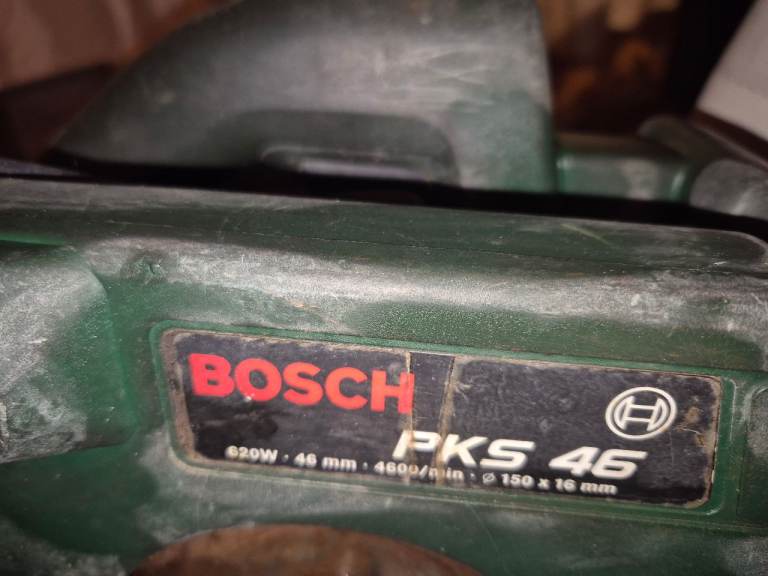 BOSCH
PKS 46
620W · 46 mm · 4600/min · ⌀ 150 x 16 mm